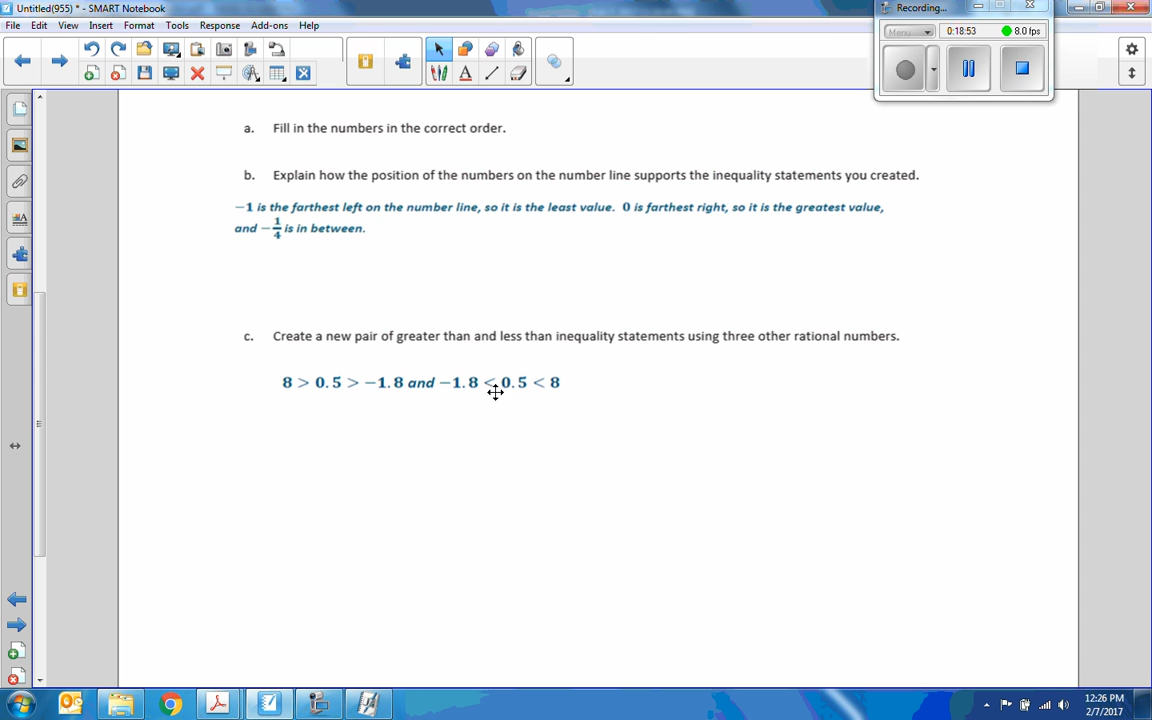 Untitled(955) * - SMART Notebook
Recording...
File Edit View Insert Format Tools Response Add-ons Help
Menu 0:18:53 8.0 fps
a. Fill in the numbers in the correct order.
b. Explain how the position of the numbers on the number line supports the inequality statements you created.
−1 is the farthest left on the number line, so it is the least value. 0 is farthest right, so it is the greatest value,
and −1/4 is in between.
c. Create a new pair of greater than and less than inequality statements using three other rational numbers.
8 > 0.5 > −1.8 and −1.8 < 0.5 < 8
12:26 PM
2/7/2017